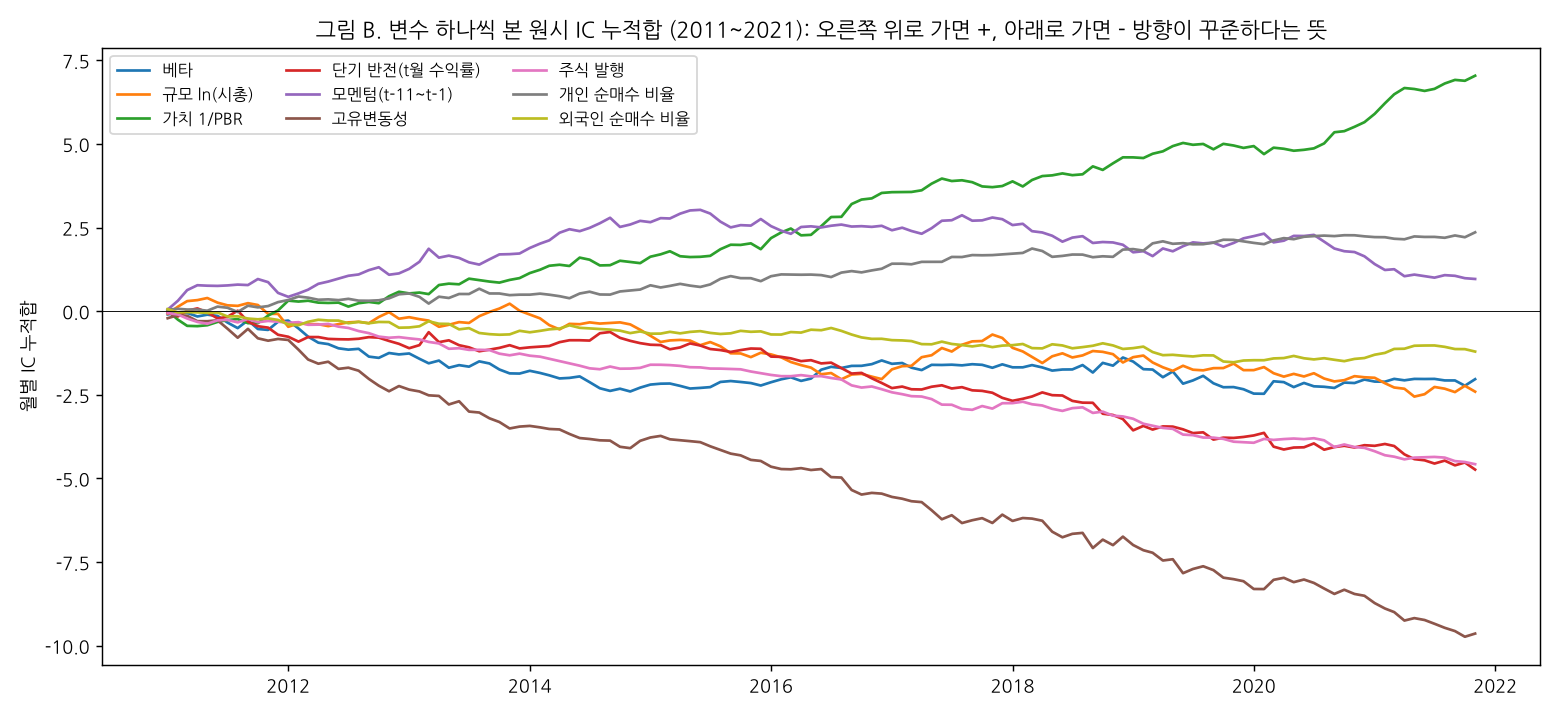 그림 B. 변수 하나씩 본 원시 IC 누적합 (2011~2021): 오른쪽 위로 가면 +, 아래로 가면 - 방향이 꾸준하다는 뜻
베타
규모 ln(시총)
가치 1/PBR
단기 반전(t월 수익률)
모멘텀(t-11~t-1)
고유변동성
주식 발행
개인 순매수 비율
외국인 순매수 비율
월별 IC 누적합
7.5
5.0
2.5
0.0
-2.5
-5.0
-7.5
-10.0
2012
2014
2016
2018
2020
2022